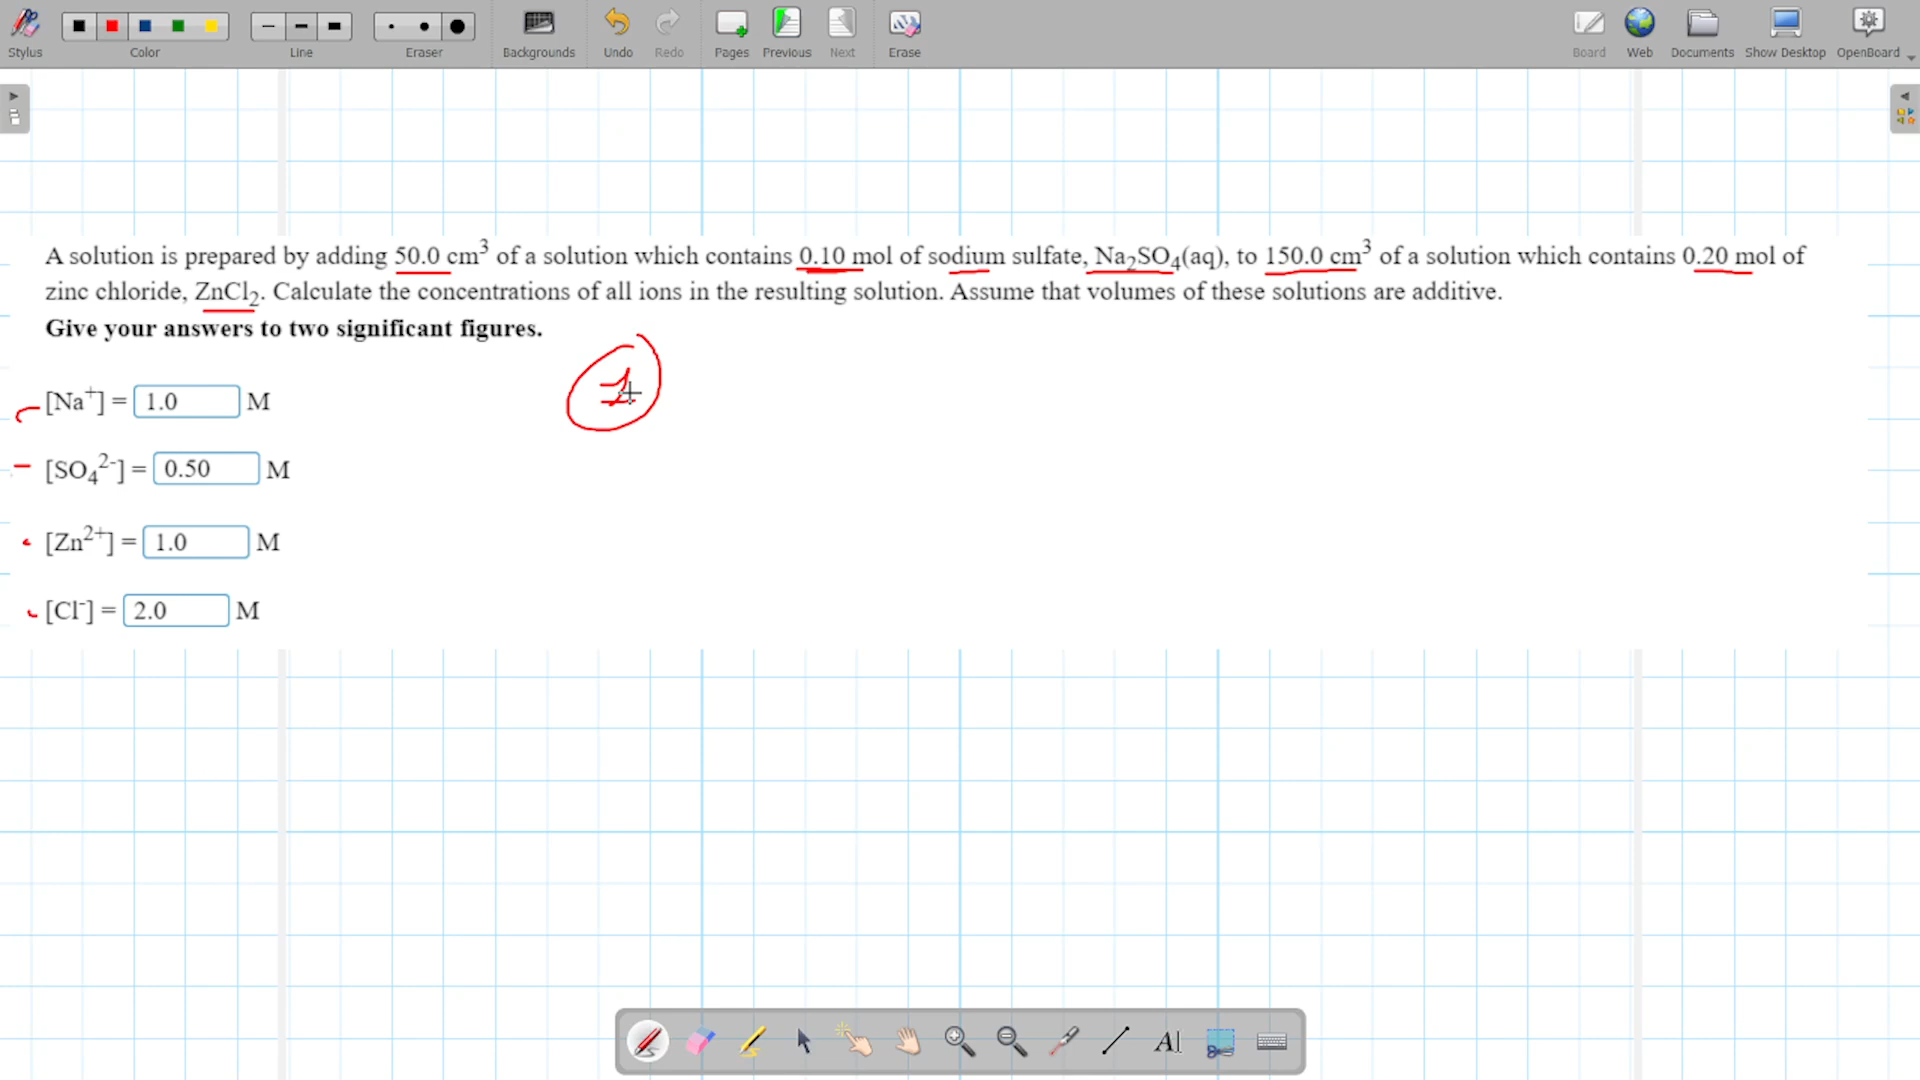 Stylus Color Line Eraser Backgrounds Undo Redo Pages Previous Next Erase Board Web Documents Show Desktop OpenBoard
A solution is prepared by adding 50.0 cm³ of a solution which contains 0.10 mol of sodium sulfate, Na₂SO₄(aq), to 150.0 cm³ of a solution which contains 0.20 mol of
zinc chloride, ZnCl₂. Calculate the concentrations of all ions in the resulting solution. Assume that volumes of these solutions are additive.
Give your answers to two significant figures.
[Na⁺] = 1.0 M
[SO₄²⁻] = 0.50 M
[Zn²⁺] = 1.0 M
[Cl⁻] = 2.0 M